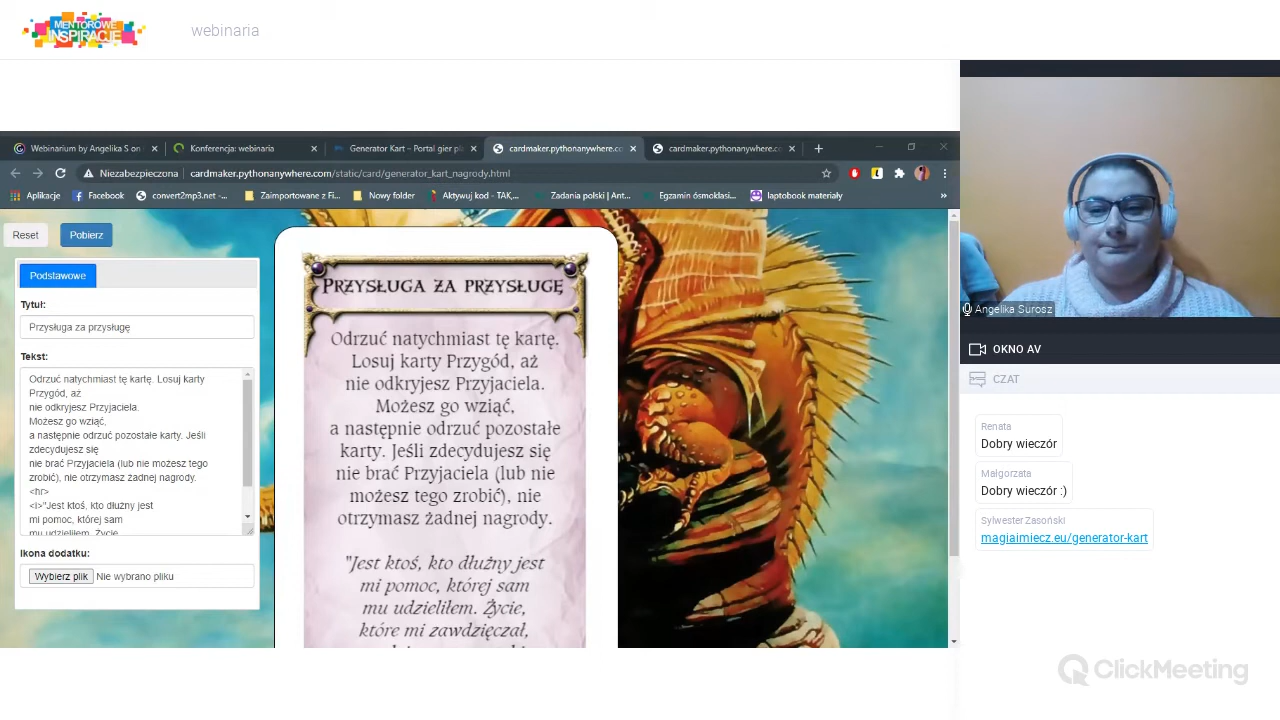 MENTOROWE
INSPIRACJE
webinaria
Webinarium by Angelika S on
Konferencja: webinaria
Generator Kart – Portal gier pla
cardmaker.pythonanywhere.co
cardmaker.pythonanywhere.co
Niezabezpieczona | cardmaker.pythonanywhere.com/static/card/generator_kart_nagrody.html
Aplikacje
Facebook
convert2mp3.net -...
Zaimportowane z Fi...
Nowy folder
Aktywuj kod - TAK,...
Zadania polski | Ant...
Egzamin ósmoklasi...
laptobook materiały
»
Reset
Pobierz
Podstawowe
Tytuł:
Przysługa za przysługę
Tekst:
Odrzuć natychmiast tę kartę. Losuj karty
Przygód, aż
nie odkryjesz Przyjaciela.
Możesz go wziąć,
a następnie odrzuć pozostałe karty. Jeśli
zdecydujesz się
nie brać Przyjaciela (lub nie możesz tego
zrobić), nie otrzymasz żadnej nagrody.
<hr>
<i>"Jest ktoś, kto dłużny jest
mi pomoc, której sam
mu udzieliłem. Życie,
Ikona dodatku:
Wybierz plik Nie wybrano pliku
Przysługa za przysługę
Odrzuć natychmiast tę kartę.
Losuj karty Przygód, aż
nie odkryjesz Przyjaciela.
Możesz go wziąć,
a następnie odrzuć pozostałe
karty. Jeśli zdecydujesz się
nie brać Przyjaciela (lub nie
możesz tego zrobić), nie
otrzymasz żadnej nagrody.
"Jest ktoś, kto dłużny jest
mi pomoc, której sam
mu udzieliłem. Życie,
które mi zawdzięczał,
Angelika Surosz
OKNO AV
CZAT
Renata
Dobry wieczór
Małgorzata
Dobry wieczór :)
Sylwester Zasoński
magiaimiecz.eu/generator-kart
ClickMeeting